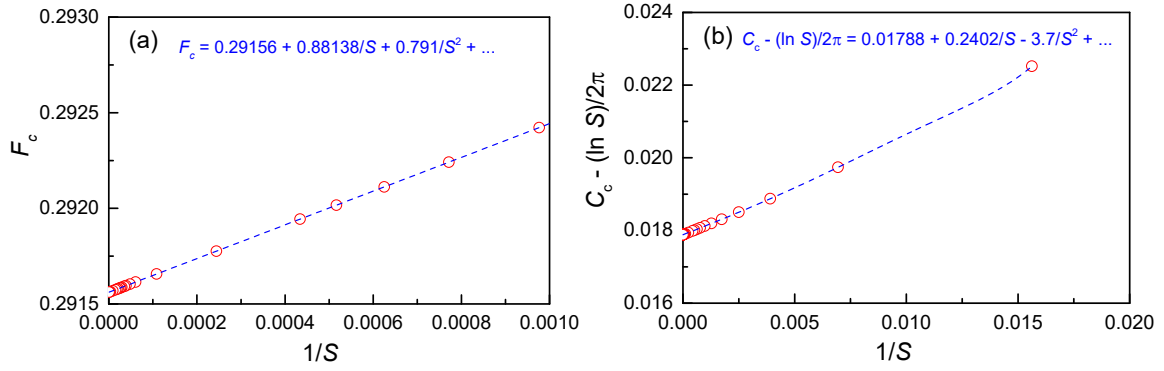 (a)
F_c = 0.29156 + 0.88138/S + 0.791/S² + ...
0.2930
0.2925
0.2920
0.2915
F_c
0.0000 0.0002 0.0004 0.0006 0.0008 0.0010
1/S
(b)
C_c - (ln S)/2π = 0.01788 + 0.2402/S - 3.7/S² + ...
0.024
0.022
0.020
0.018
0.016
C_c - (ln S)/2π
0.000 0.005 0.010 0.015 0.020
1/S